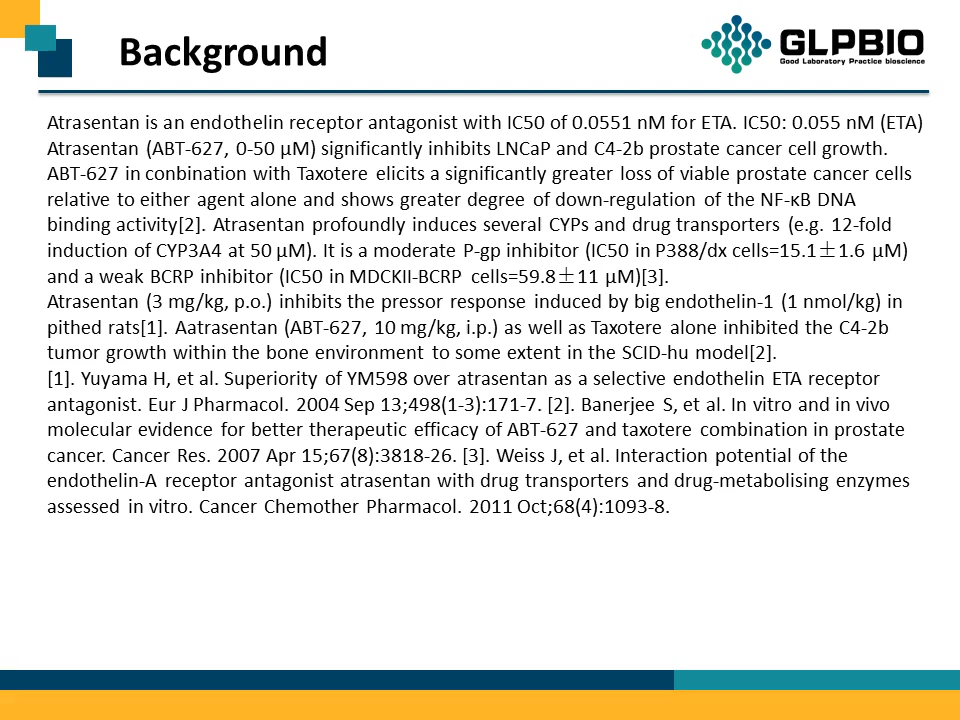 Background
GLPBIO
Good Laboratory Practice bioscience
Atrasentan is an endothelin receptor antagonist with IC50 of 0.0551 nM for ETA. IC50: 0.055 nM (ETA)
Atrasentan (ABT-627, 0-50 μM) significantly inhibits LNCaP and C4-2b prostate cancer cell growth.
ABT-627 in conbination with Taxotere elicits a significantly greater loss of viable prostate cancer cells
relative to either agent alone and shows greater degree of down-regulation of the NF-κB DNA
binding activity[2]. Atrasentan profoundly induces several CYPs and drug transporters (e.g. 12-fold
induction of CYP3A4 at 50 μM). It is a moderate P-gp inhibitor (IC50 in P388/dx cells=15.1±1.6 μM)
and a weak BCRP inhibitor (IC50 in MDCKII-BCRP cells=59.8±11 μM)[3].
Atrasentan (3 mg/kg, p.o.) inhibits the pressor response induced by big endothelin-1 (1 nmol/kg) in
pithed rats[1]. Aatrasentan (ABT-627, 10 mg/kg, i.p.) as well as Taxotere alone inhibited the C4-2b
tumor growth within the bone environment to some extent in the SCID-hu model[2].
[1]. Yuyama H, et al. Superiority of YM598 over atrasentan as a selective endothelin ETA receptor
antagonist. Eur J Pharmacol. 2004 Sep 13;498(1-3):171-7. [2]. Banerjee S, et al. In vitro and in vivo
molecular evidence for better therapeutic efficacy of ABT-627 and taxotere combination in prostate
cancer. Cancer Res. 2007 Apr 15;67(8):3818-26. [3]. Weiss J, et al. Interaction potential of the
endothelin-A receptor antagonist atrasentan with drug transporters and drug-metabolising enzymes
assessed in vitro. Cancer Chemother Pharmacol. 2011 Oct;68(4):1093-8.